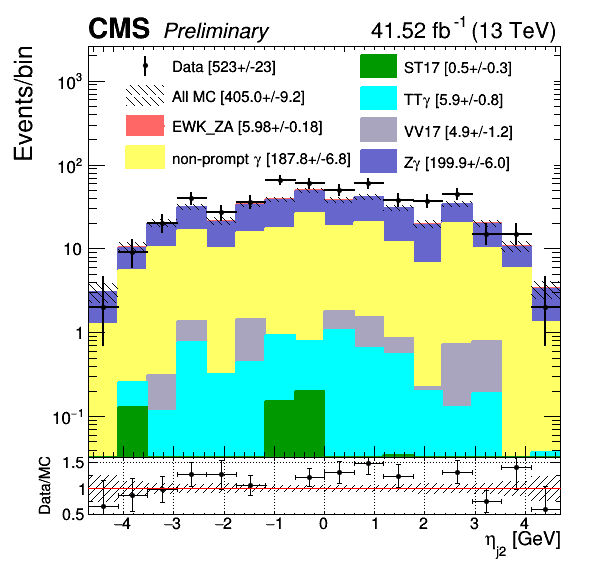 CMS Preliminary 41.52 fb⁻¹ (13 TeV)
Events/bin
Data [523+/-23]
All MC [405.0+/-9.2]
EWK_ZA [5.98+/-0.18]
non-prompt γ [187.8+/-6.8]
ST17 [0.5+/-0.3]
TTγ [5.9+/-0.8]
VV17 [4.9+/-1.2]
Zγ [199.9+/-6.0]
10³
10²
10
1
10⁻¹
Data/MC
1.5
1
0.5
−4 −3 −2 −1 0 1 2 3 4
η_j2 [GeV]